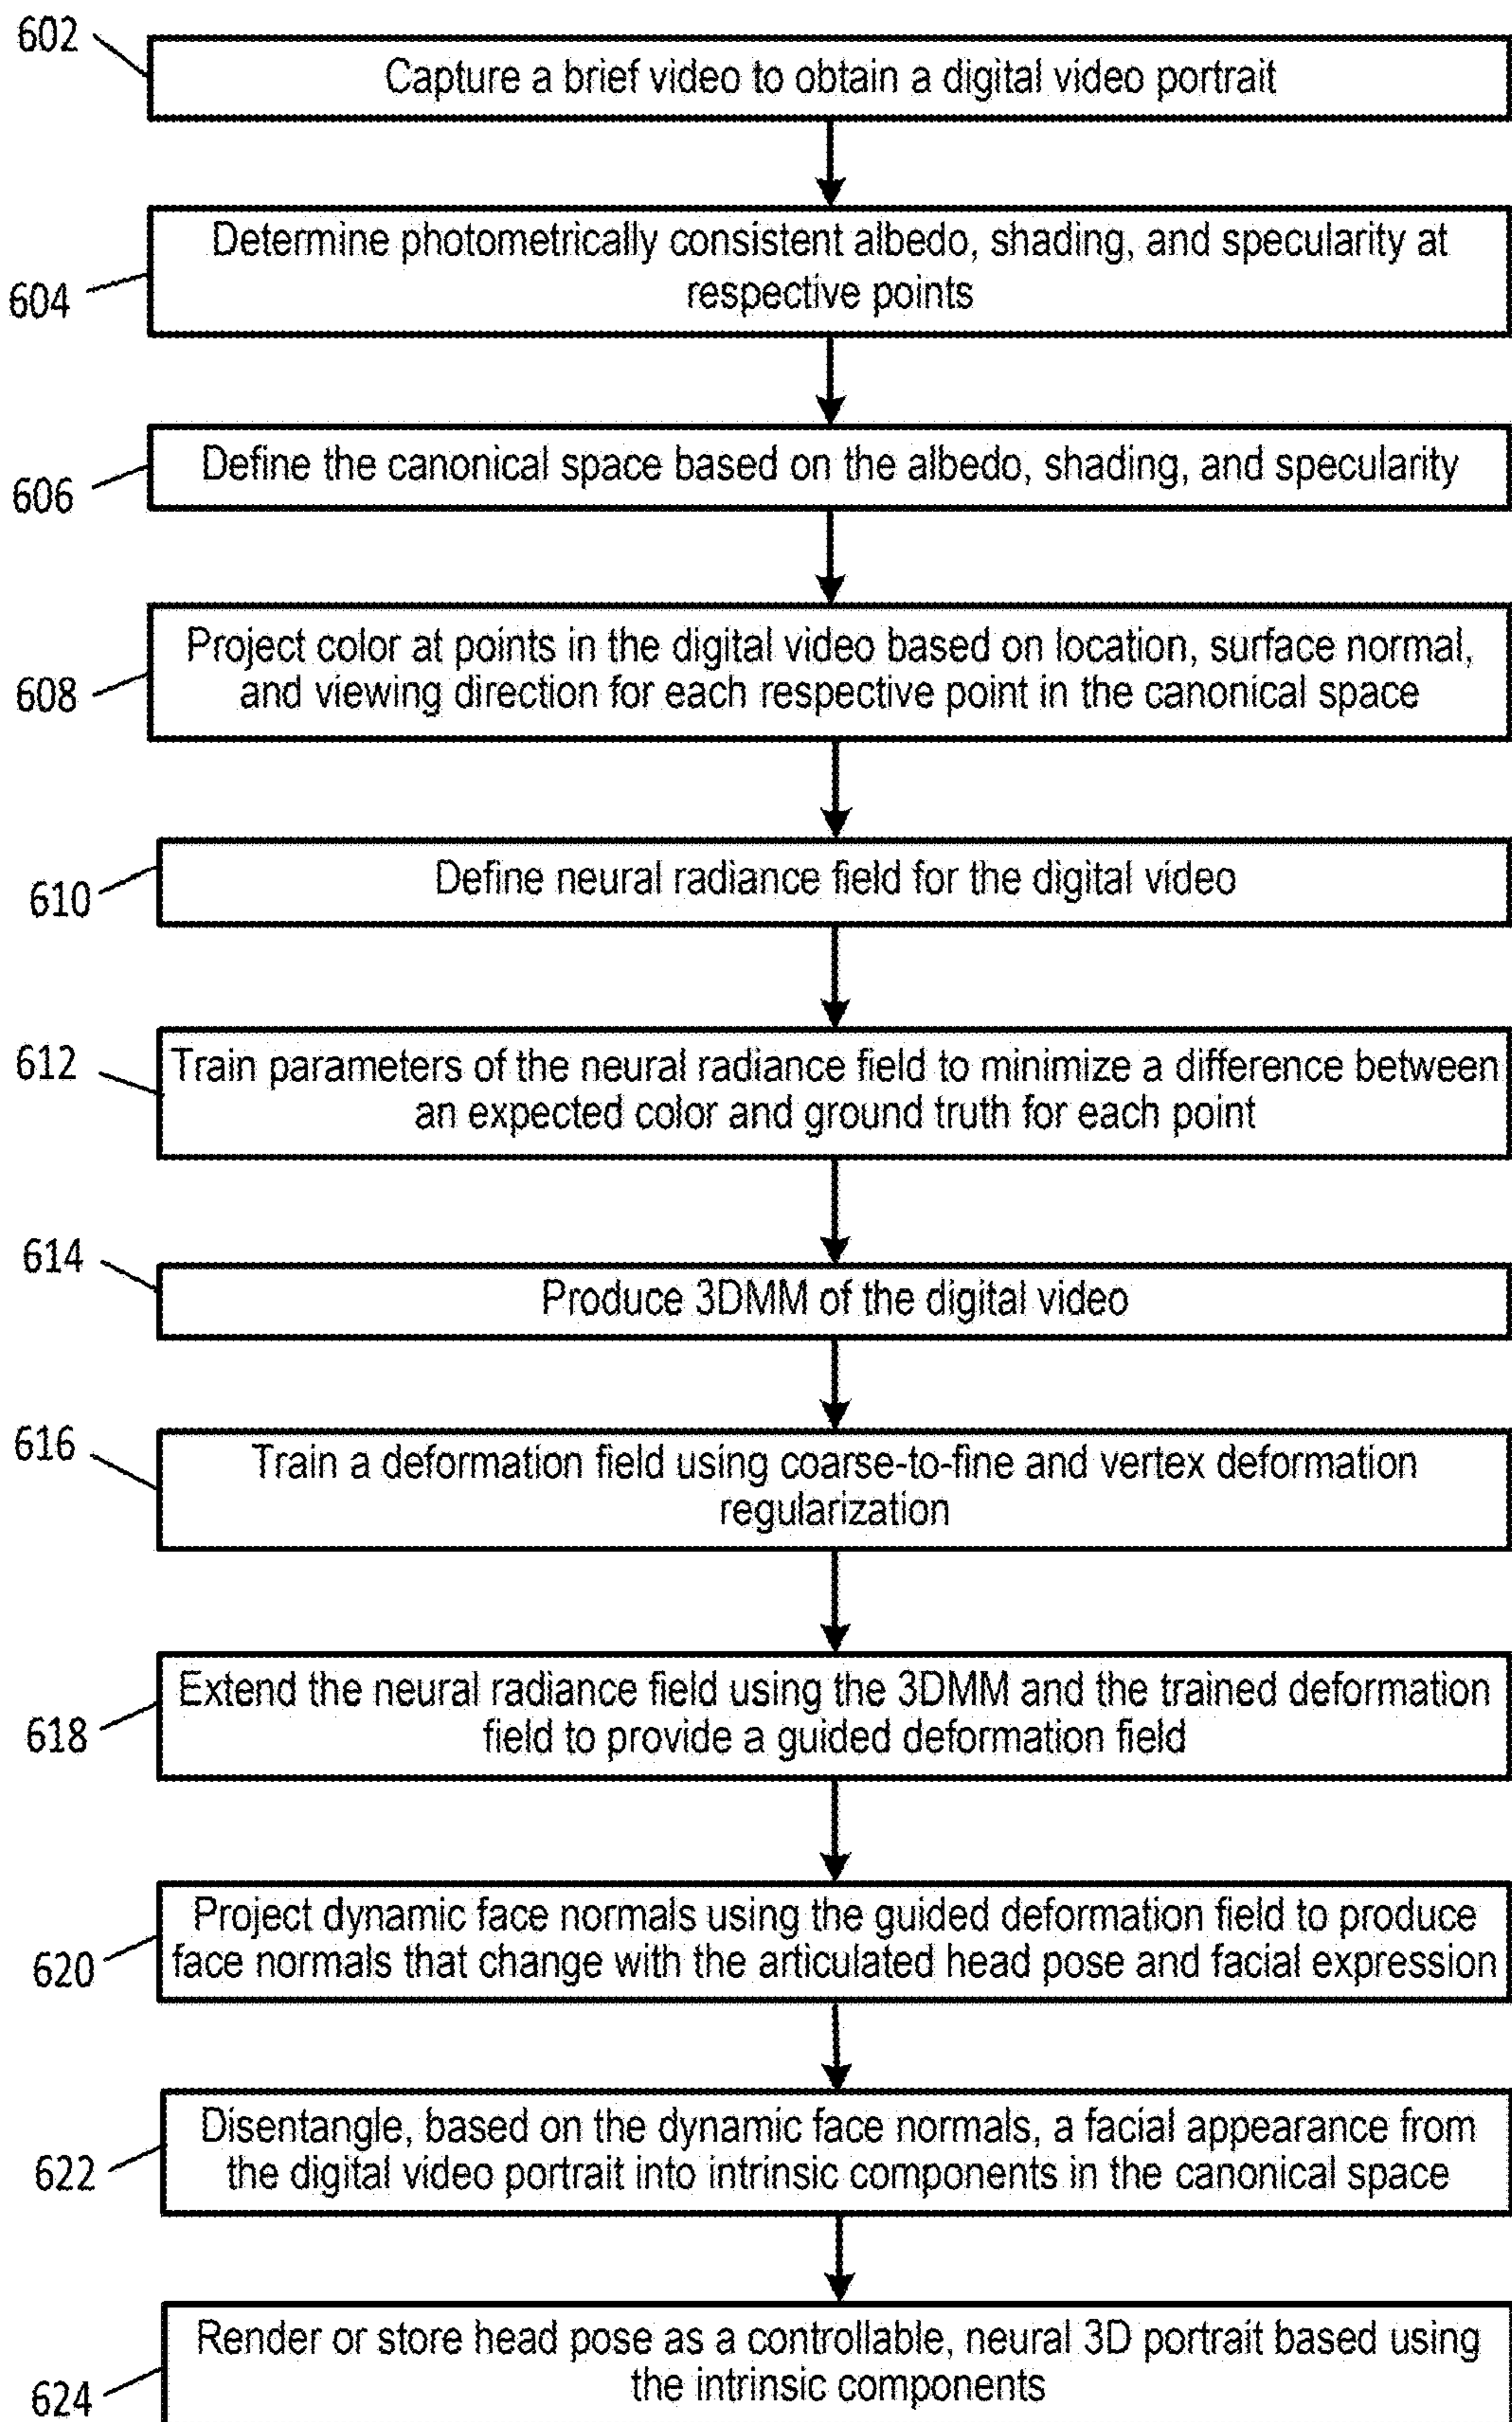 602
Capture a brief video to obtain a digital video portrait
Determine photometrically consistent albedo, shading, and specularity at
respective points
604
Define the canonical space based on the albedo, shading, and specularity
606
Project color at points in the digital video based on location, surface normal,
and viewing direction for each respective point in the canonical space
608
Define neural radiance field for the digital video
610
612
Train parameters of the neural radiance field to minimize a difference between
an expected color and ground truth for each point
614
Produce 3DMM of the digital video
616
Train a deformation field using coarse-to-fine and vertex deformation
regularization
Extend the neural radiance field using the 3DMM and the trained deformation
field to provide a guided deformation field
618
Project dynamic face normals using the guided deformation field to produce
face normals that change with the articulated head pose and facial expression
620
Disentangle, based on the dynamic face normals, a facial appearance from
the digital video portrait into intrinsic components in the canonical space
622
Render or store head pose as a controllable, neural 3D portrait based using
the intrinsic components
624